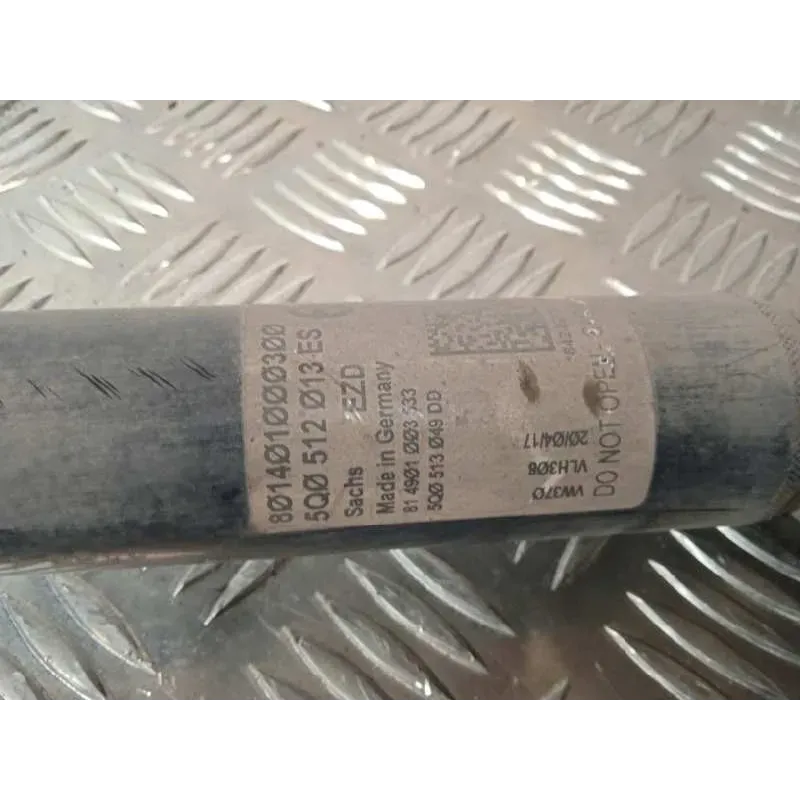 801401000300
5Q0 512 013 ES
Sachs EZD
Made in Germany
81 4901 003 533
5Q0 513 049 DD
VW370
VLH308
20/04/17
DO NOT OPEN